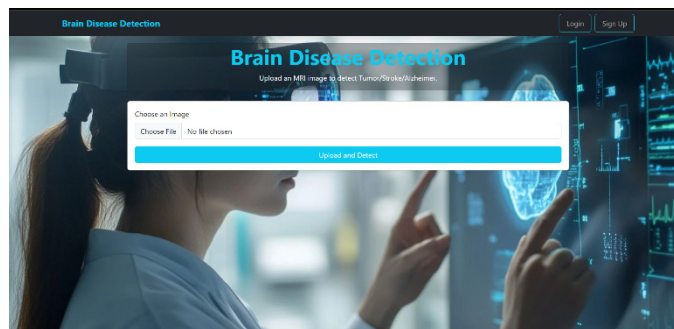 Brain Disease Detection
Login
Sign Up
Brain Disease Detection
Upload an MRI image to detect Tumor/Stroke/Alzheimer.
Choose an Image
Choose File No file chosen
Upload and Detect